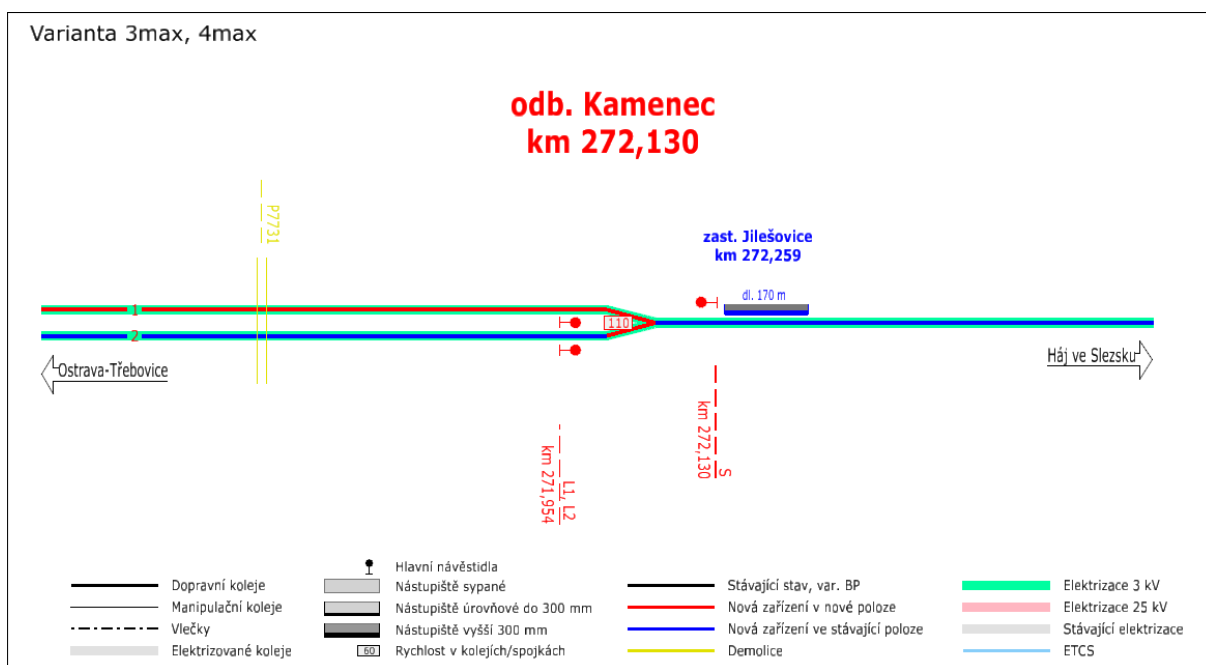 Varianta 3max, 4max
odb. Kamenec
km 272,130
P7731
zast. Jilešovice
km 272,259
dl. 170 m
1
110
2
Ostrava-Třebovice
Háj ve Slezsku
km 271,954
L1, L2
km 272,130
S
Dopravní koleje
Manipulační koleje
Vlečky
Elektrizované koleje
Hlavní návěstidla
Nástupiště sypané
Nástupiště úrovňové do 300 mm
Nástupiště vyšší 300 mm
60 Rychlost v kolejích/spojkách
Stávající stav, var. BP
Nová zařízení v nové poloze
Nová zařízení ve stávající poloze
Demolice
Elektrizace 3 kV
Elektrizace 25 kV
Stávající elektrizace
ETCS